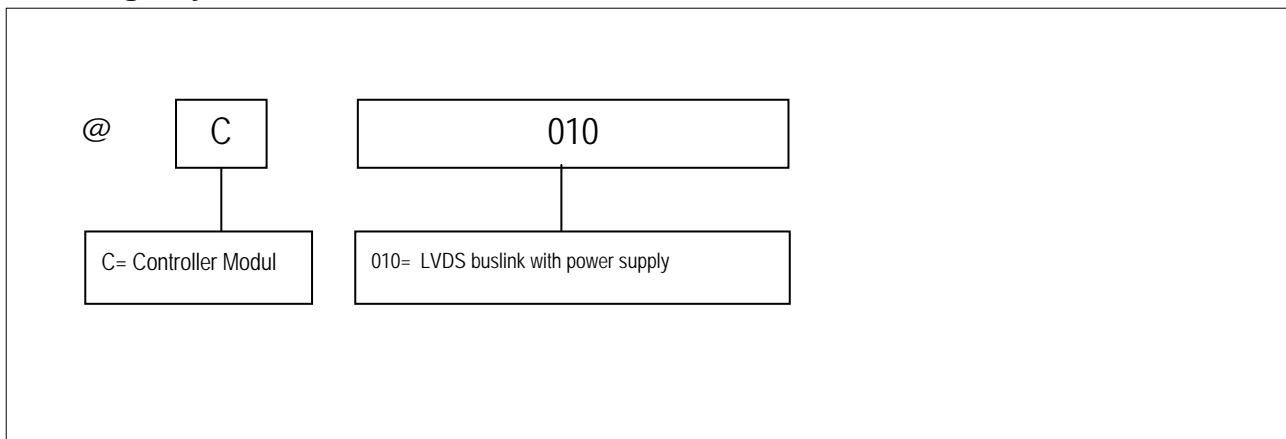 @ C 010
C= Controller Modul 010= LVDS buslink with power supply